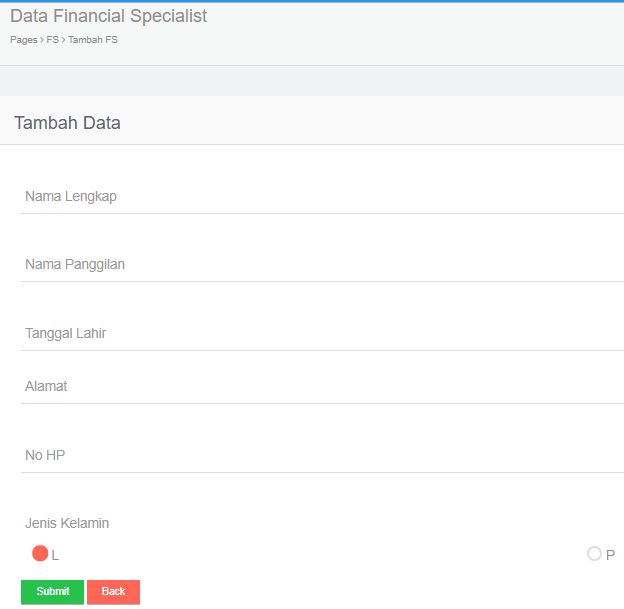 Data Financial Specialist
Pages > FS > Tambah FS
Tambah Data
Nama Lengkap
Nama Panggilan
Tanggal Lahir
Alamat
No HP
Jenis Kelamin
L P
Submit Back